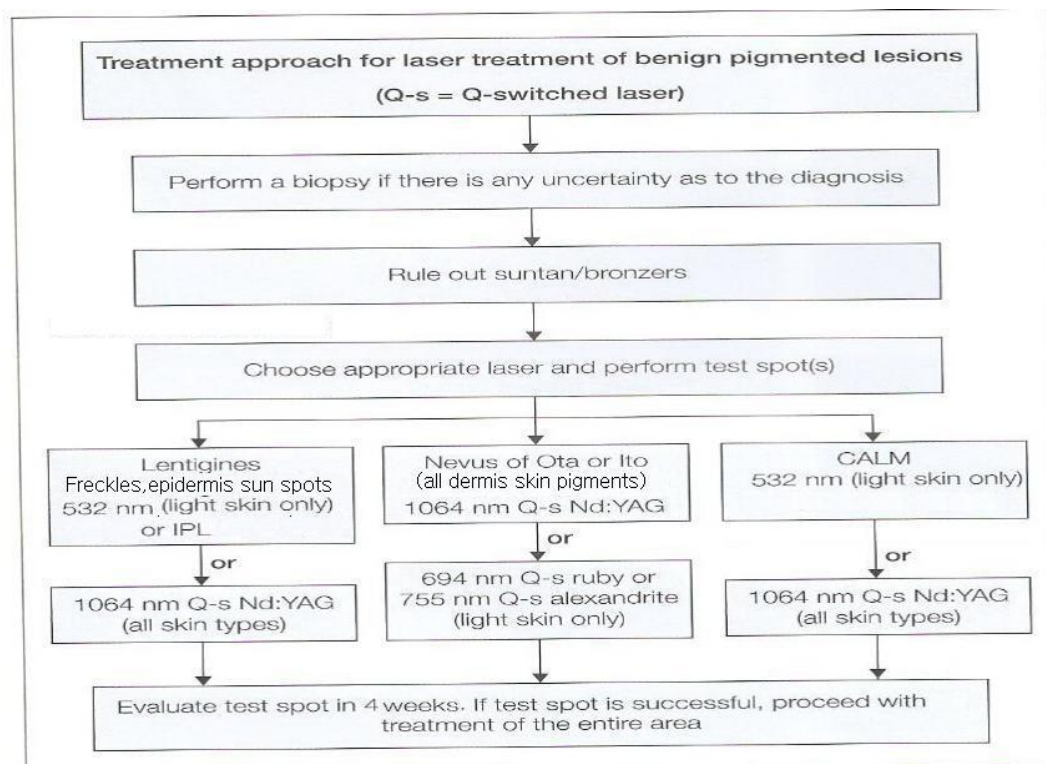 Treatment approach for laser treatment of benign pigmented lesions
(Q-s = Q-switched laser)
Perform a biopsy if there is any uncertainty as to the diagnosis
Rule out suntan/bronzers
Choose appropriate laser and perform test spot(s)
Lentigines
Freckles,epidermis sun spots
532 nm (light skin only)
or IPL
or
1064 nm Q-s Nd:YAG
(all skin types)
Nevus of Ota or Ito
(all dermis skin pigments)
1064 nm Q-s Nd:YAG
or
694 nm Q-s ruby or
755 nm Q-s alexandrite
(light skin only)
CALM
532 nm (light skin only)
or
1064 nm Q-s Nd:YAG
(all skin types)
Evaluate test spot in 4 weeks. If test spot is successful, proceed with
treatment of the entire area